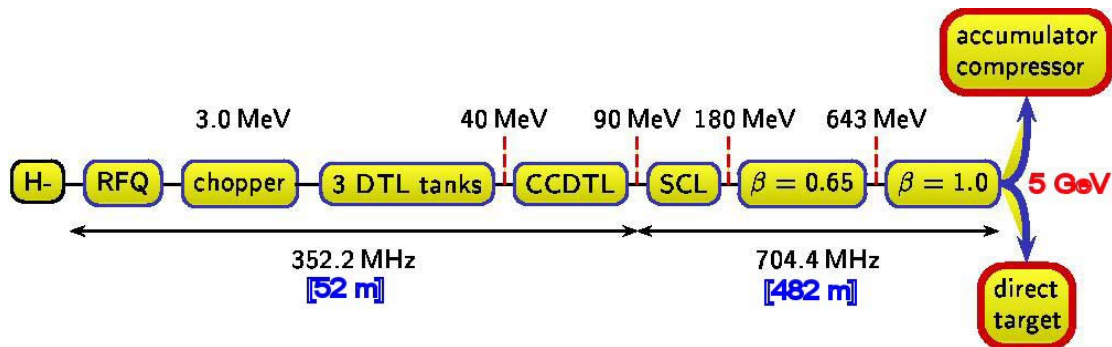 accumulator
compressor
3.0 MeV
40 MeV
90 MeV
180 MeV
643 MeV
H-
RFQ
chopper
3 DTL tanks
CCDTL
SCL
β = 0.65
β = 1.0
5 GeV
352.2 MHz
[52 m]
704.4 MHz
[482 m]
direct
target